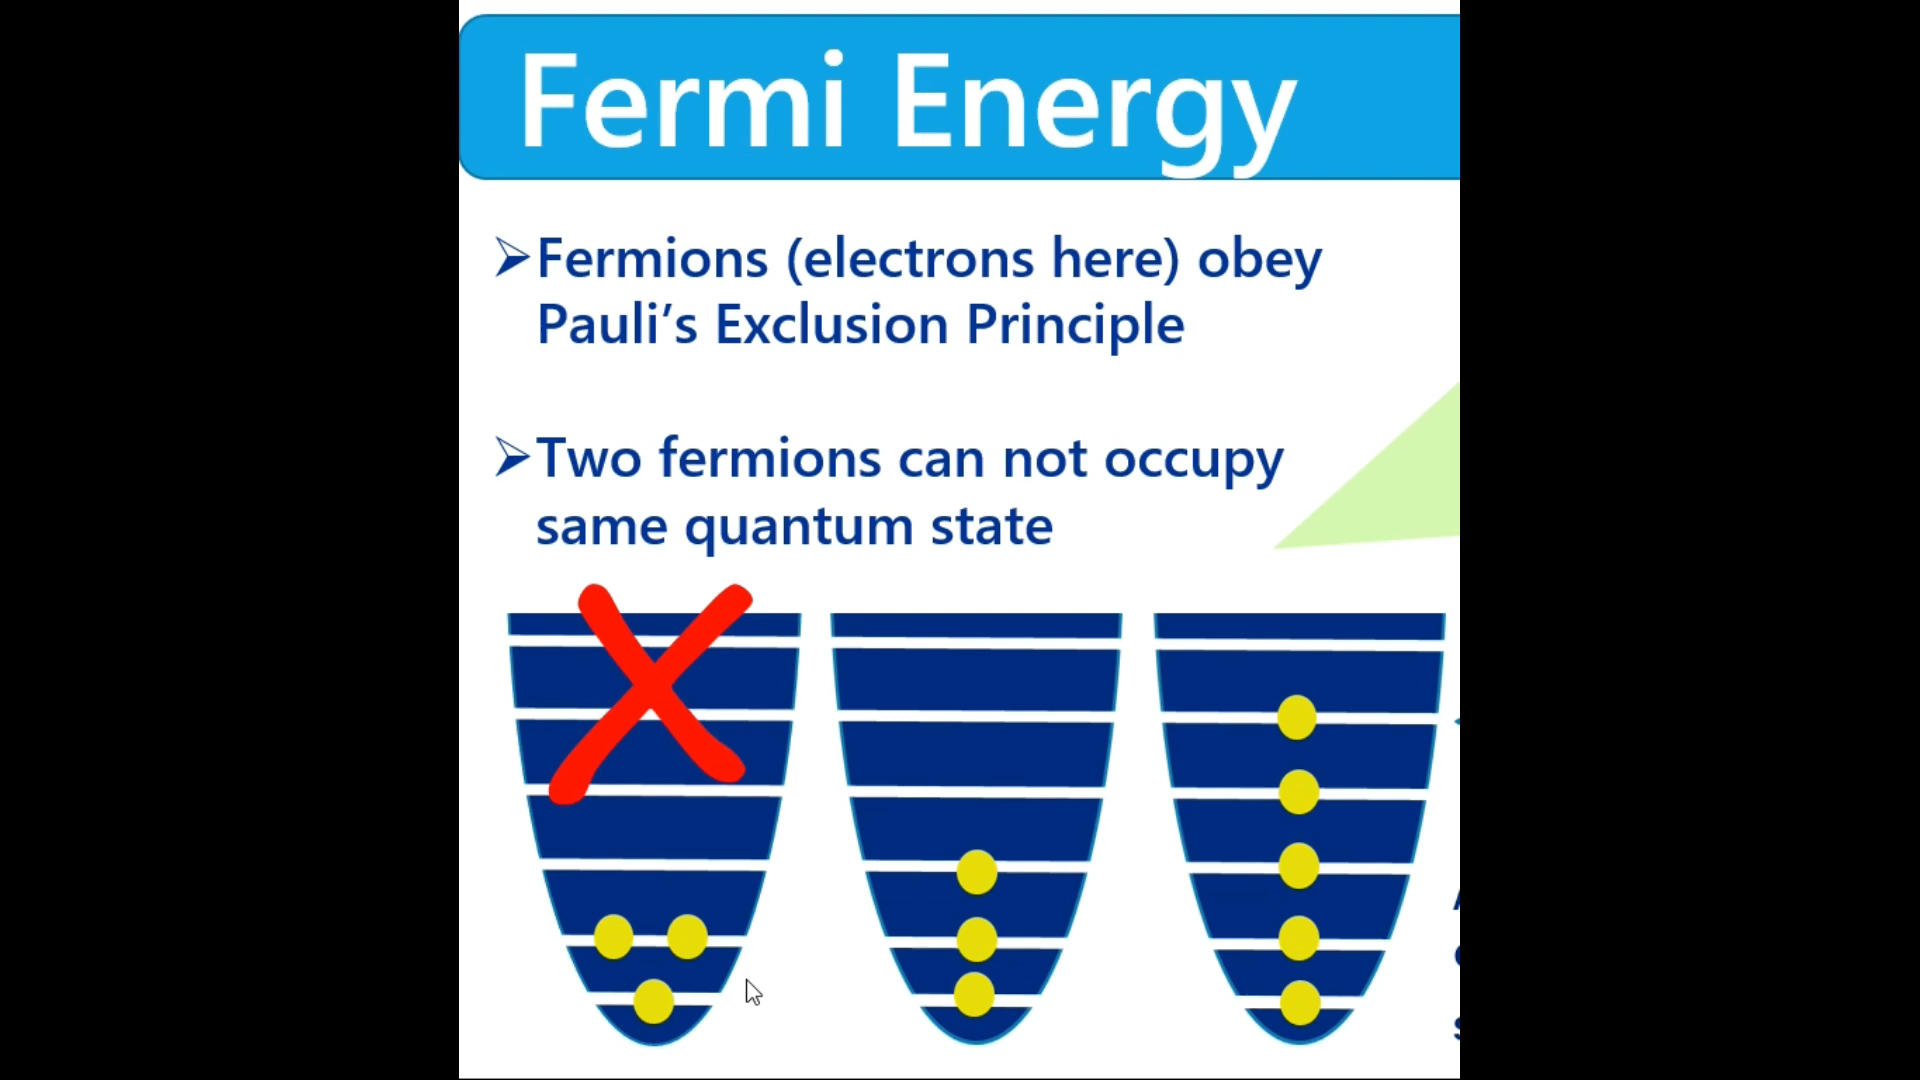 Fermi Energy
Fermions (electrons here) obey
Pauli’s Exclusion Principle
Two fermions can not occupy
same quantum state